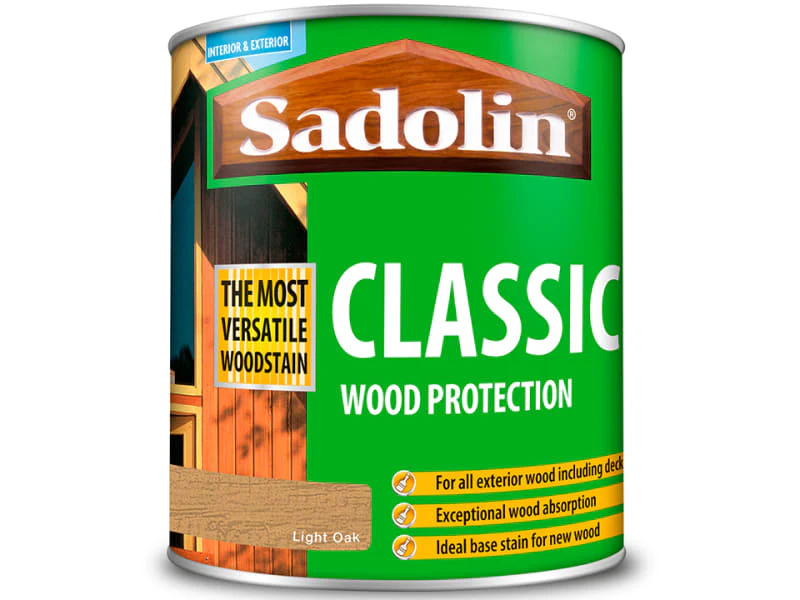 INTERIOR & EXTERIOR
Sadolin®
THE MOST
VERSATILE
WOODSTAIN
CLASSIC
WOOD PROTECTION
For all exterior wood including deck
Exceptional wood absorption
Ideal base stain for new wood
Light Oak